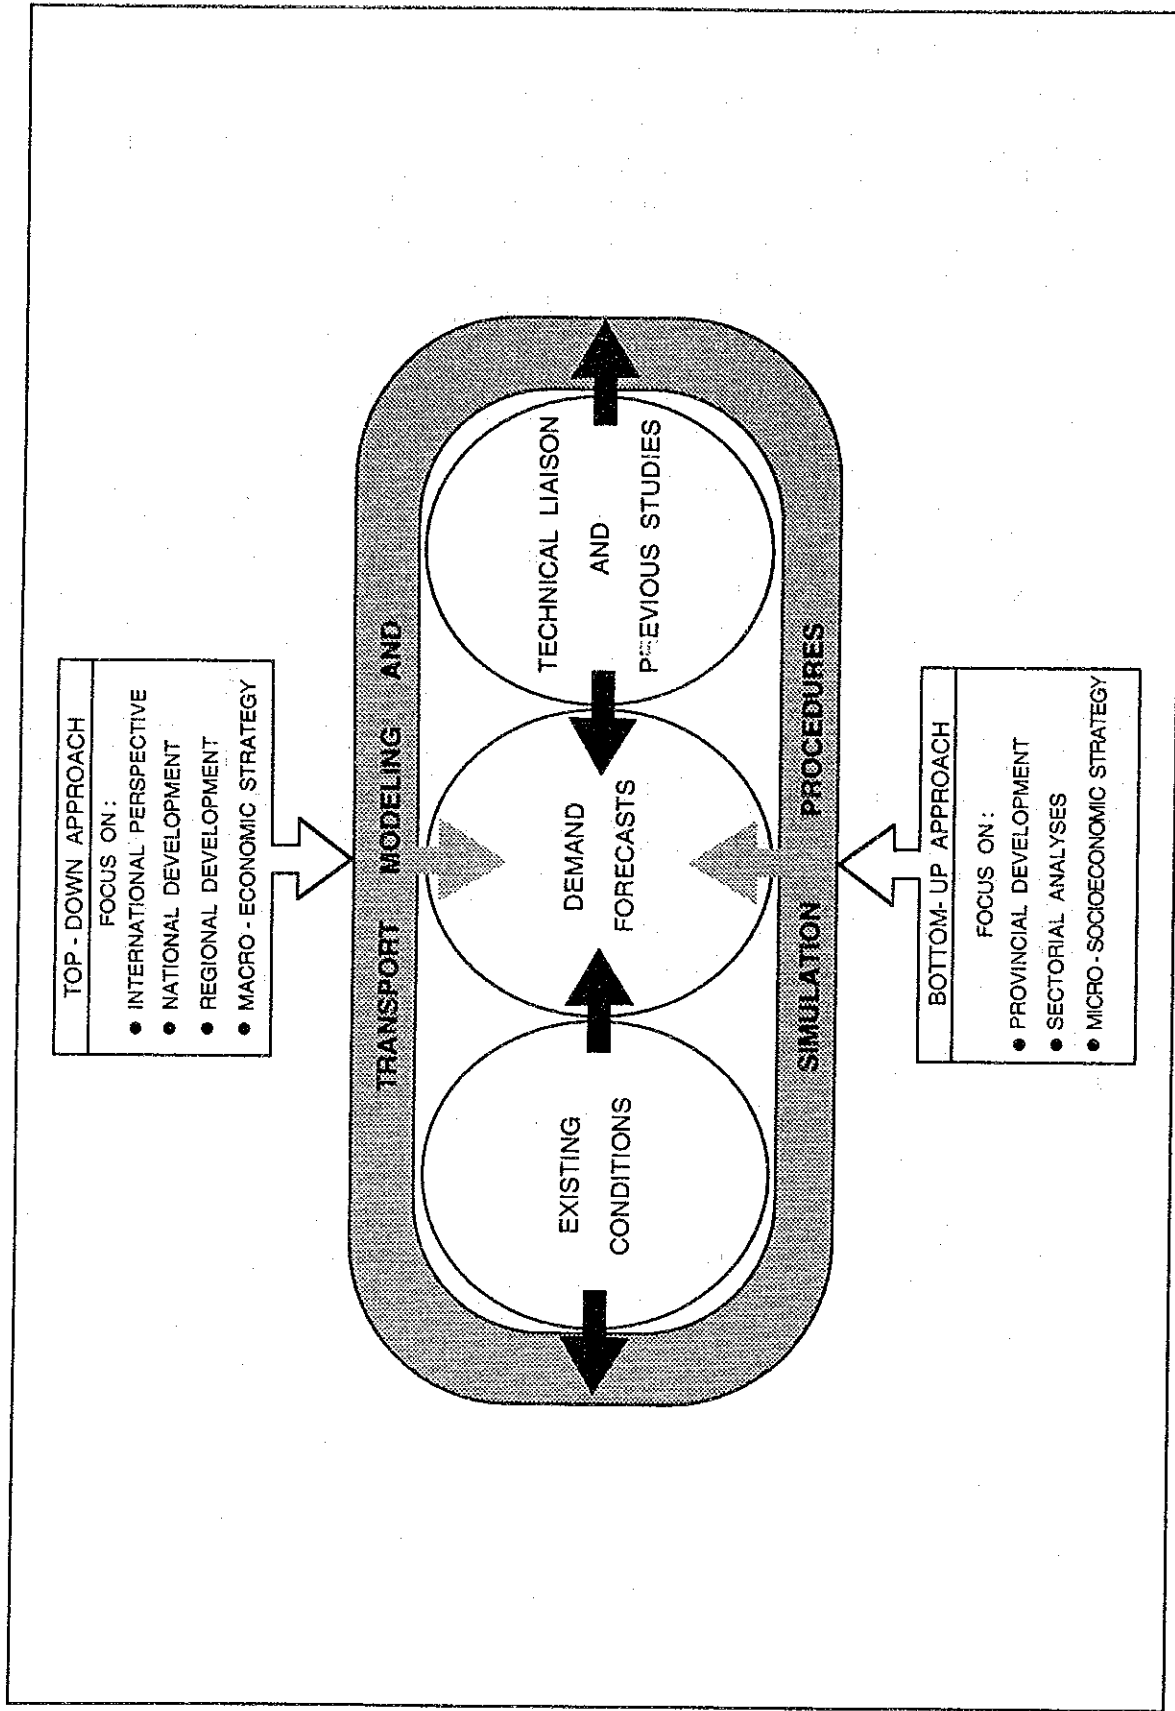 TOP - DOWN APPROACH
FOCUS ON :
● INTERNATIONAL PERSPECTIVE
● NATIONAL DEVELOPMENT
● REGIONAL DEVELOPMENT
● MACRO - ECONOMIC STRATEGY
TRANSPORT MODELING AND
EXISTING
CONDITIONS
DEMAND
FORECASTS
TECHNICAL LIAISON
AND
PREVIOUS STUDIES
SIMULATION PROCEDURES
BOTTOM - UP APPROACH
FOCUS ON :
● PROVINCIAL DEVELOPMENT
● SECTORIAL ANALYSES
● MICRO - SOCIOECONOMIC STRATEGY